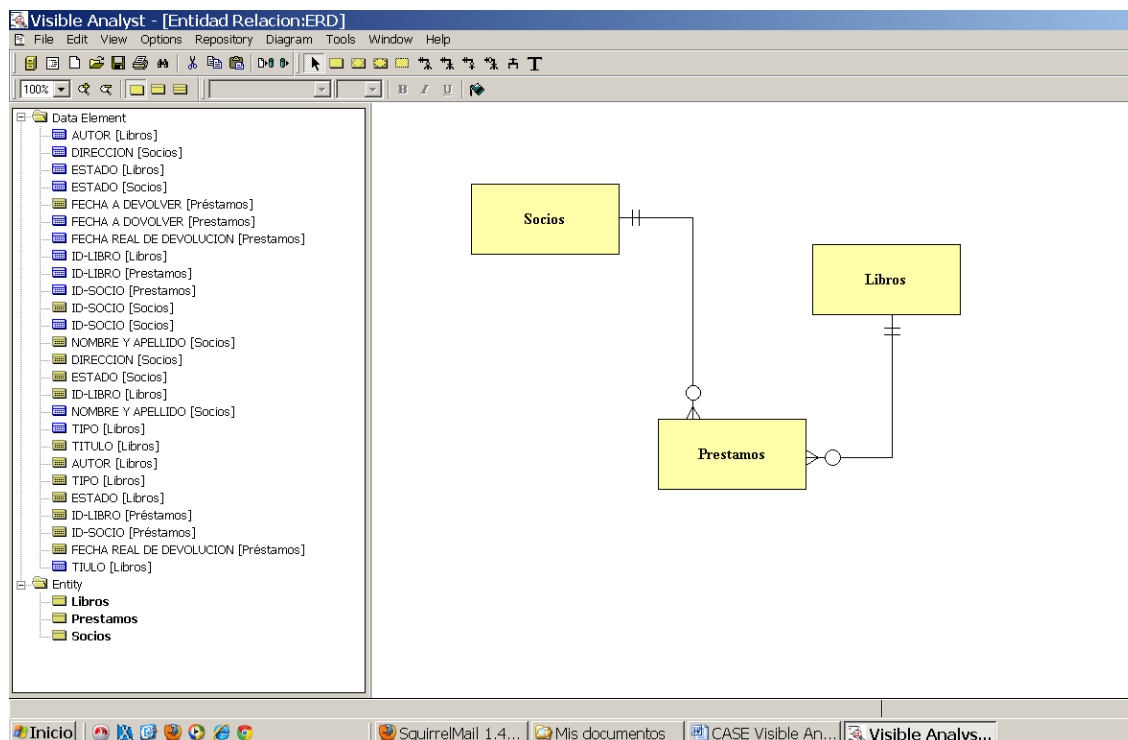 Visible Analyst - [Entidad Relacion:ERD]
File Edit View Options Repository Diagram Tools Window Help
T
100% B I U
Data Element
AUTOR [Libros]
DIRECCION [Socios]
ESTADO [Libros]
ESTADO [Socios]
FECHA A DEVOLVER [Préstamos]
FECHA A DOVOLVER [Prestamos]
FECHA REAL DE DEVOLUCION [Prestamos]
ID-LIBRO [Libros]
ID-LIBRO [Prestamos]
ID-SOCIO [Prestamos]
ID-SOCIO [Socios]
ID-SOCIO [Socios]
NOMBRE Y APELLIDO [Socios]
DIRECCION [Socios]
ESTADO [Socios]
ID-LIBRO [Libros]
NOMBRE Y APELLIDO [Socios]
TIPO [Libros]
TITULO [Libros]
AUTOR [Libros]
TIPO [Libros]
ESTADO [Libros]
ID-LIBRO [Préstamos]
ID-SOCIO [Préstamos]
FECHA REAL DE DEVOLUCION [Préstamos]
TIULO [Libros]
Entity
Libros
Prestamos
Socios
Socios
Libros
Prestamos
Inicio SquirrelMail 1.4... Mis documentos CASE Visible An... Visible Analys...